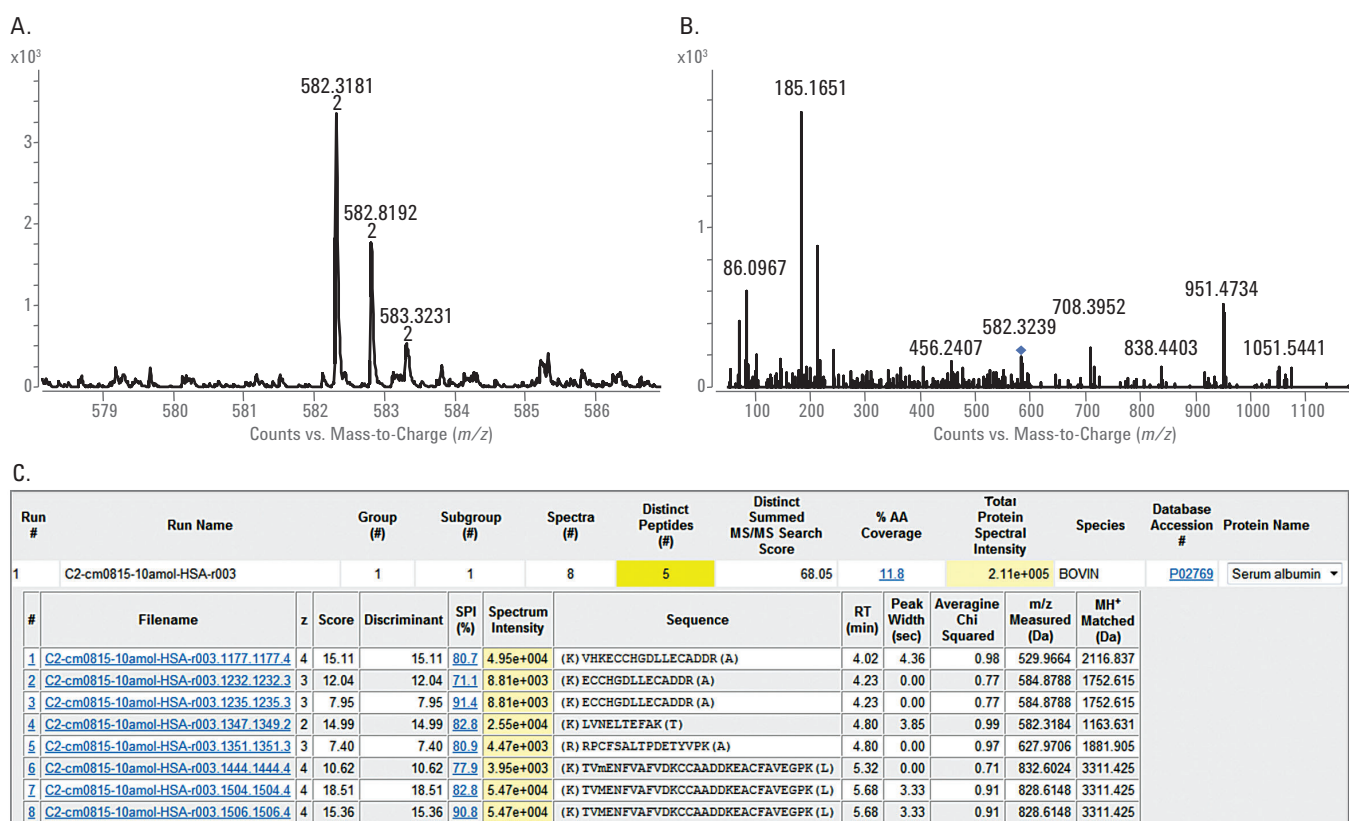 A.
x10³
582.3181
2
582.8192
2
583.3231
2
3
2
1
0
579 580 581 582 583 584 585 586
Counts vs. Mass-to-Charge (m/z)
B.
x10³
185.1651
86.0967
456.2407
582.3239
708.3952
838.4403
951.4734
1051.5441
1
0
100 200 300 400 500 600 700 800 900 1000 1100
Counts vs. Mass-to-Charge (m/z)
C.
Run # Run Name Group (#) Subgroup (#) Spectra (#) Distinct Peptides (#) Distinct Summed MS/MS Search Score % AA Coverage Total Protein Spectral Intensity Species Database Accession # Protein Name
1 C2-cm0815-10amol-HSA-r003 1 1 8 5 68.05 11.8 2.11e+005 BOVIN P02769 Serum albumin
# Filename z Score Discriminant SPI (%) Spectrum Intensity Sequence RT (min) Peak Width (sec) Averagine Chi Squared m/z Measured (Da) MH⁺ Matched (Da)
1 C2-cm0815-10amol-HSA-r003.1177.1177.4 4 15.11 15.11 80.7 4.95e+004 (K)VHKECCHGDLLECADDR(A) 4.02 4.36 0.98 529.9664 2116.837
2 C2-cm0815-10amol-HSA-r003.1232.1232.3 3 12.04 12.04 71.1 8.81e+003 (K)ECCHGDLLECADDR(A) 4.23 0.00 0.77 584.8788 1752.615
3 C2-cm0815-10amol-HSA-r003.1235.1235.3 3 7.95 7.95 91.4 8.81e+003 (K)ECCHGDLLECADDR(A) 4.23 0.00 0.77 584.8788 1752.615
4 C2-cm0815-10amol-HSA-r003.1347.1349.2 2 14.99 14.99 82.8 2.55e+004 (K)LVNELTEFAK(T) 4.80 3.85 0.99 582.3184 1163.631
5 C2-cm0815-10amol-HSA-r003.1351.1351.3 3 7.40 7.40 80.9 4.47e+003 (R)RPCFSALTPDETYVPK(A) 4.80 0.00 0.97 627.9706 1881.905
6 C2-cm0815-10amol-HSA-r003.1444.1444.4 4 10.62 10.62 77.9 3.95e+003 (K)TVmENFVAFVDKCCAADDKEACFAVEGPK(L) 5.32 0.00 0.71 832.6024 3311.425
7 C2-cm0815-10amol-HSA-r003.1504.1504.4 4 18.51 18.51 82.8 5.47e+004 (K)TVMENFVAFVDKCCAADDKEACFAVEGPK(L) 5.68 3.33 0.91 828.6148 3311.425
8 C2-cm0815-10amol-HSA-r003.1506.1506.4 4 15.36 15.36 90.8 5.47e+004 (K)TVMENFVAFVDKCCAADDKEACFAVEGPK(L) 5.68 3.33 0.91 828.6148 3311.425